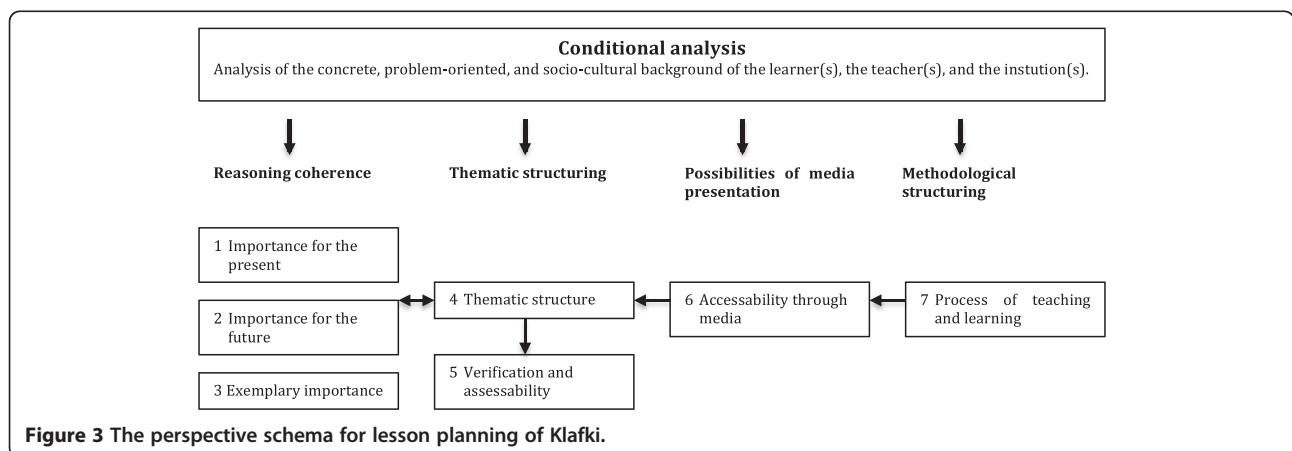 Conditional analysis
Analysis of the concrete, problem-oriented, and socio-cultural background of the learner(s), the teacher(s), and the instution(s).
Reasoning coherence
Thematic structuring
Possibilities of media
presentation
Methodological
structuring
1 Importance for the
present
2 Importance for the
future
3 Exemplary importance
4 Thematic structure
5 Verification and
assessability
6 Accessability through
media
7 Process of teaching
and learning
Figure 3 The perspective schema for lesson planning of Klafki.